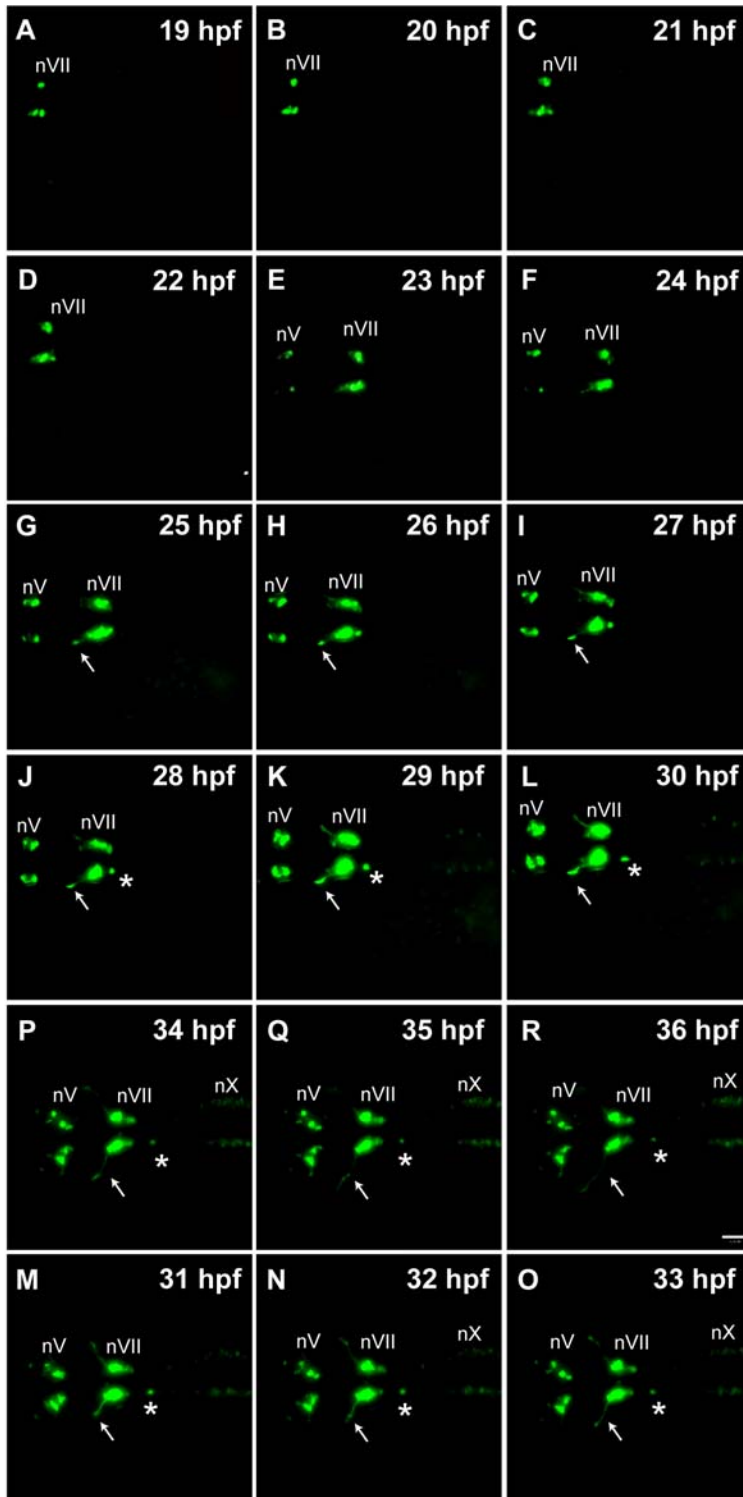 A 19 hpf
nVII
B 20 hpf
nVII
C 21 hpf
nVII
D 22 hpf
nVII
E 23 hpf
nV nVII
F 24 hpf
nV nVII
G 25 hpf
nV nVII
H 26 hpf
nV nVII
I 27 hpf
nV nVII
J 28 hpf
nV nVII
*
K 29 hpf
nV nVII
*
L 30 hpf
nV nVII
*
P 34 hpf
nV nVII nX
*
Q 35 hpf
nV nVII nX
*
R 36 hpf
nV nVII nX
*
M 31 hpf
nV nVII
*
N 32 hpf
nV nVII nX
*
O 33 hpf
nV nVII nX
*